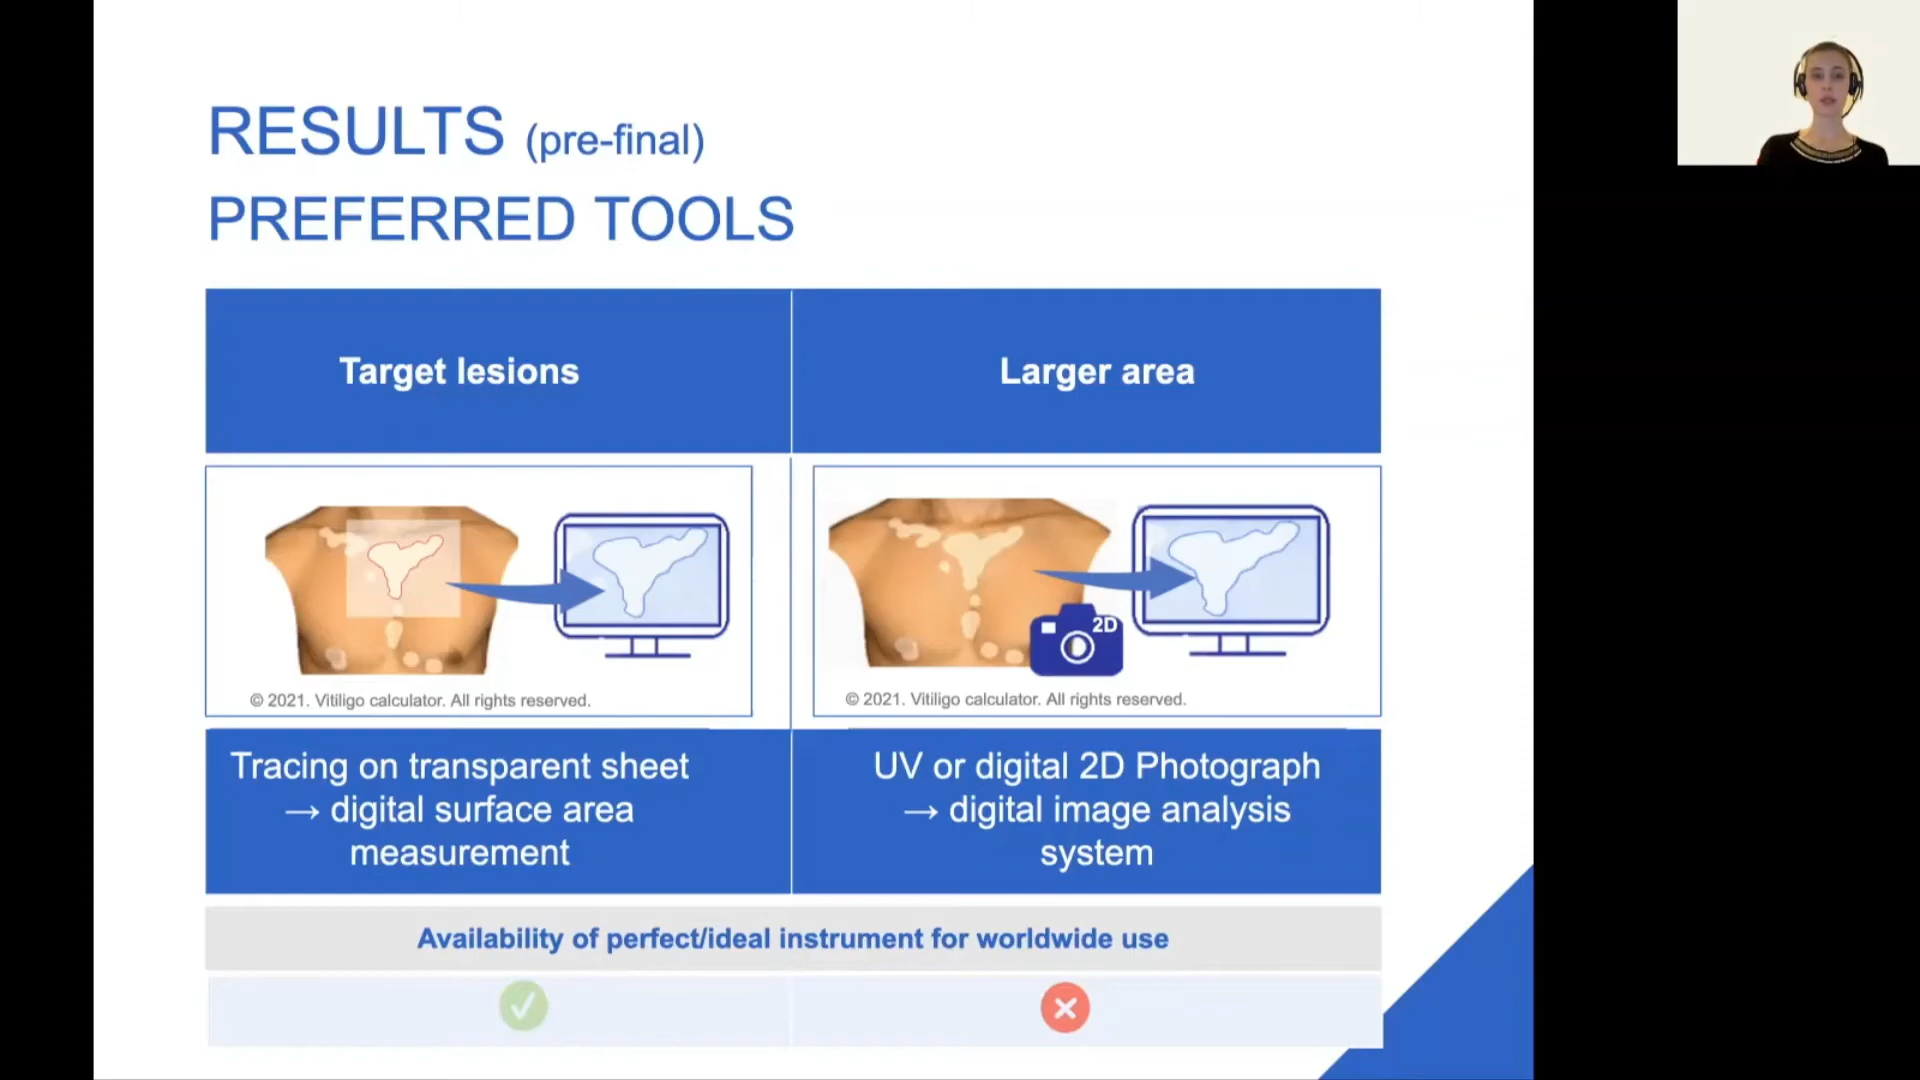 RESULTS (pre-final)
PREFERRED TOOLS
Target lesions
Larger area
2D
© 2021. Vitiligo calculator. All rights reserved.
© 2021. Vitiligo calculator. All rights reserved.
Tracing on transparent sheet
→ digital surface area
measurement
UV or digital 2D Photograph
→ digital image analysis
system
Availability of perfect/ideal instrument for worldwide use